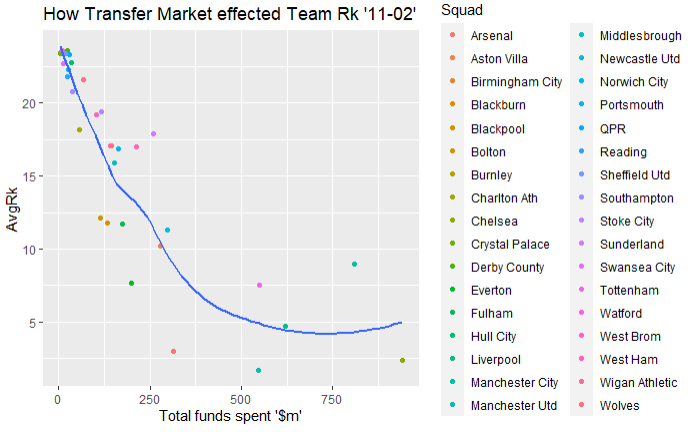 How Transfer Market effected Team Rk '11-02'
AvgRk
20
15
10
5
0
250
500
750
Total funds spent '$m'
Squad
Arsenal
Aston Villa
Birmingham City
Blackburn
Blackpool
Bolton
Burnley
Charlton Ath
Chelsea
Crystal Palace
Derby County
Everton
Fulham
Hull City
Liverpool
Manchester City
Manchester Utd
Middlesbrough
Newcastle Utd
Norwich City
Portsmouth
QPR
Reading
Sheffield Utd
Southampton
Stoke City
Sunderland
Swansea City
Tottenham
Watford
West Brom
West Ham
Wigan Athletic
Wolves